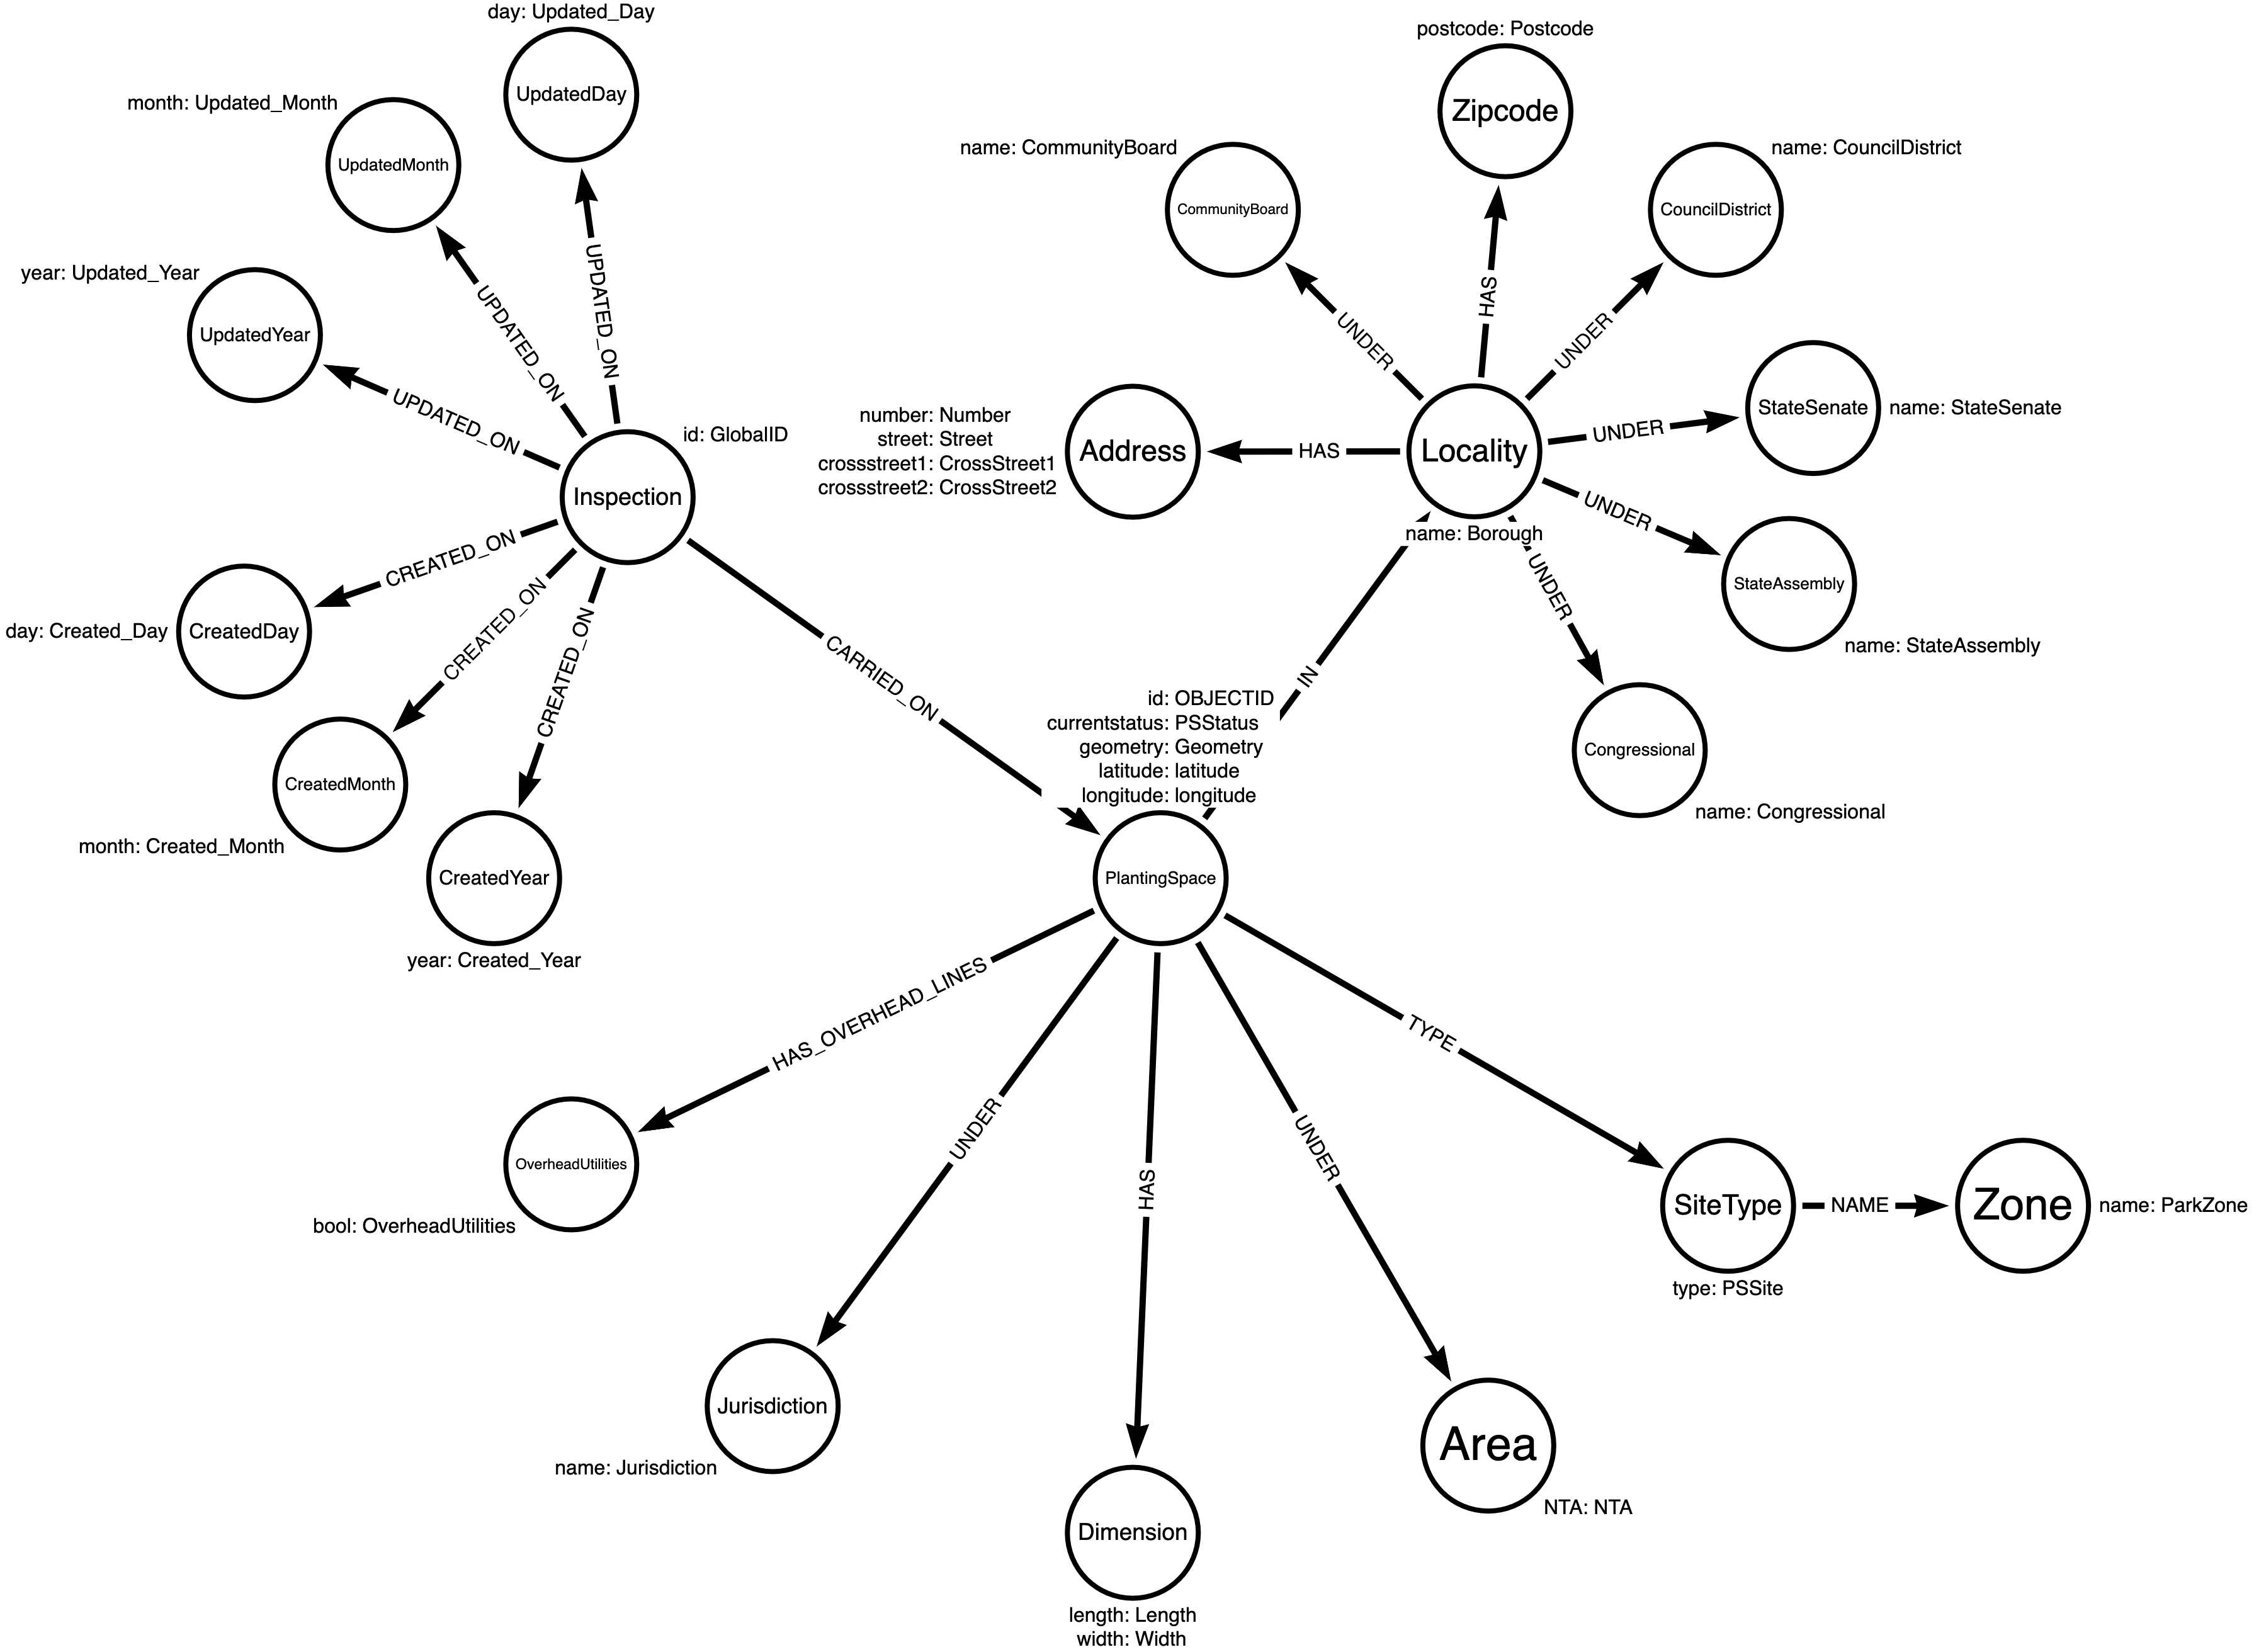 day: Updated_Day
UpdatedDay
month: Updated_Month
UpdatedMonth
year: Updated_Year
UpdatedYear
UPDATED_ON
UPDATED_ON
UPDATED_ON
id: GlobalID
Inspection
CREATED_ON
CREATED_ON
CREATED_ON
day: Created_Day
CreatedDay
CreatedMonth
month: Created_Month
CreatedYear
year: Created_Year
CARRIED_ON
postcode: Postcode
Zipcode
name: CommunityBoard
CommunityBoard
name: CouncilDistrict
CouncilDistrict
HAS
UNDER
UNDER
number: Number
street: Street
crossstreet1: CrossStreet1
crossstreet2: CrossStreet2
Address
HAS
Locality
name: Borough
UNDER
StateSenate
name: StateSenate
UNDER
StateAssembly
name: StateAssembly
UNDER
Congressional
name: Congressional
IN
id: OBJECTID
currentstatus: PSStatus
geometry: Geometry
latitude: latitude
longitude: longitude
PlantingSpace
HAS_OVERHEAD_LINES
OverheadUtilities
bool: OverheadUtilities
UNDER
Jurisdiction
name: Jurisdiction
HAS
Dimension
length: Length
width: Width
UNDER
Area
NTA: NTA
TYPE
SiteType
type: PSSite
NAME
Zone
name: ParkZone